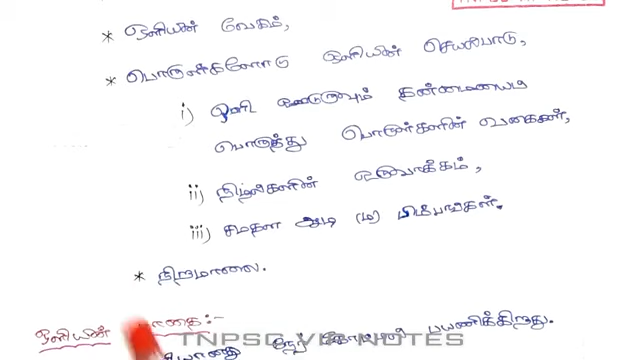 * ஒளியின் வேகம்,
* பொருள்களோடு ஒளியின் செயல்பாடு,
i) ஒளி ஊடுருவும் தன்மையைப்
பொருத்து பொருள்களின் வகைகள்,
ii) நிழல்களின் உருவாக்கம்,
iii) சமதள ஆடி (ம) பிம்பங்கள்.
* நிறமாலை.
ஒளியின் பாதை:-
நேர் கோட்டில் பயணிக்கிறது.
TNPSC VIP NOTES